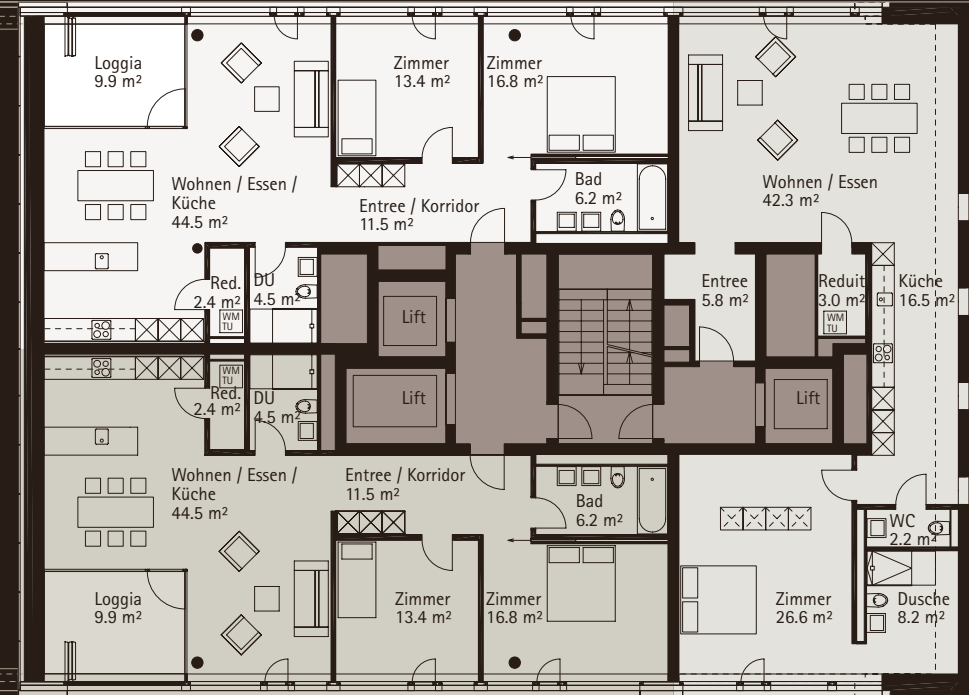 Loggia
9.9 m²
Zimmer
13.4 m²
Zimmer
16.8 m²
Wohnen / Essen /
Küche
44.5 m²
Entree / Korridor
11.5 m²
Bad
6.2 m²
Wohnen / Essen
42.3 m²
Red.
2.4 m²
WM
TU
DU
4.5 m²
Lift
Entree
5.8 m²
Reduit
3.0 m²
WM
TU
Küche
16.5 m²
WM
TU
Red.
2.4 m²
DU
4.5 m²
Lift
Lift
Wohnen / Essen /
Küche
44.5 m²
Entree / Korridor
11.5 m²
Bad
6.2 m²
WC
2.2 m²
Loggia
9.9 m²
Zimmer
13.4 m²
Zimmer
16.8 m²
Zimmer
26.6 m²
Dusche
8.2 m²